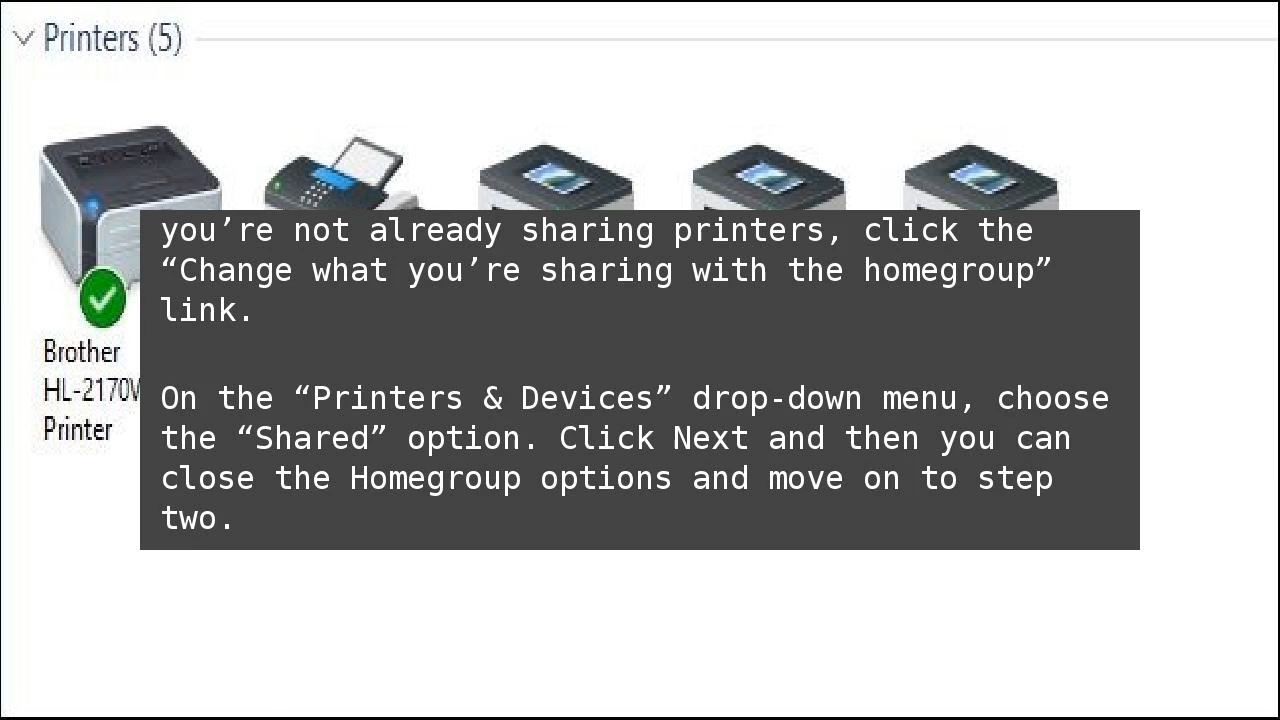 Printers (5)
you’re not already sharing printers, click the
“Change what you’re sharing with the homegroup”
link.
On the “Printers & Devices” drop-down menu, choose
the “Shared” option. Click Next and then you can
close the Homegroup options and move on to step
two.
Brother
HL-2170W
Printer